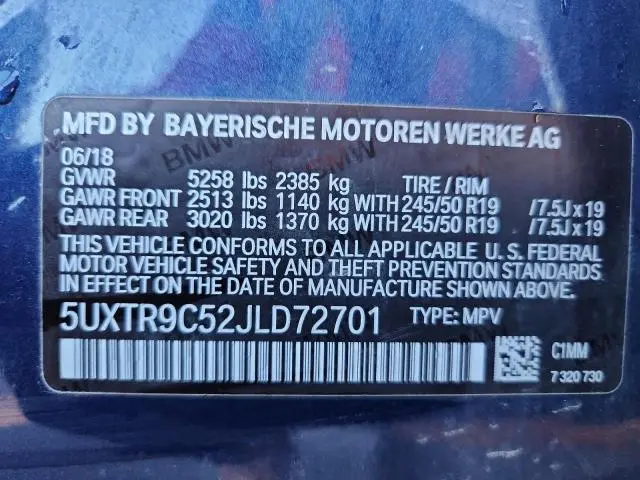 MFD BY BAYERISCHE MOTOREN WERKE AG
06/18
GVWR 5258 lbs 2385 kg TIRE / RIM
GAWR FRONT 2513 lbs 1140 kg WITH 245/50 R19 /7.5J x 19
GAWR REAR 3020 lbs 1370 kg WITH 245/50 R19 /7.5J x 19
THIS VEHICLE CONFORMS TO ALL APPLICABLE U. S. FEDERAL
MOTOR VEHICLE SAFETY AND THEFT PREVENTION STANDARDS
IN EFFECT ON THE DATE OF MANUFACTURE SHOWN ABOVE.
5UXTR9C52JLD72701 TYPE: MPV
C1MM
7 320 730